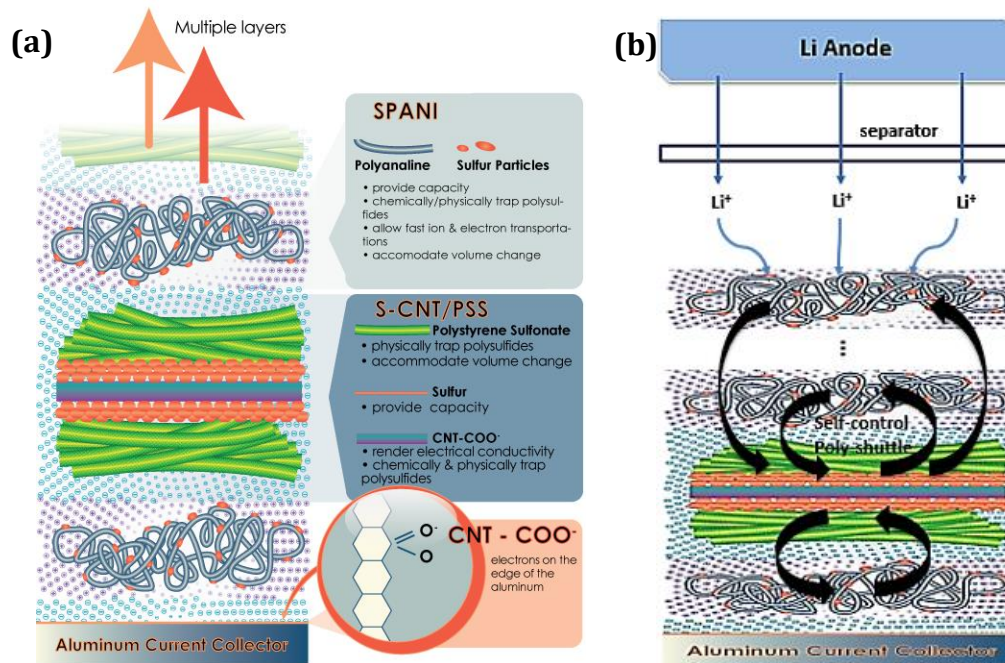 (a)
Multiple layers
SPANI
Polyanaline
Sulfur Particles
• provide capacity
• chemically/physically trap polysul-
fides
• allow fast ion & electron transporta-
tions
• accomodate volume change
S-CNT/PSS
Polystyrene Sulfonate
• physically trap polysulfides
• accommodate volume change
Sulfur
• provide capacity
CNT-COO⁻
• render electrical conductivity
• chemically & physically trap
polysulfides
O⁻
O
CNT - COO⁻
electrons on the
edge of the
aluminum
Aluminum Current Collector
(b)
Li Anode
separator
Li⁺
Li⁺
Li⁺
...
Self-control
Poly-shuttle
Aluminum Current Collector